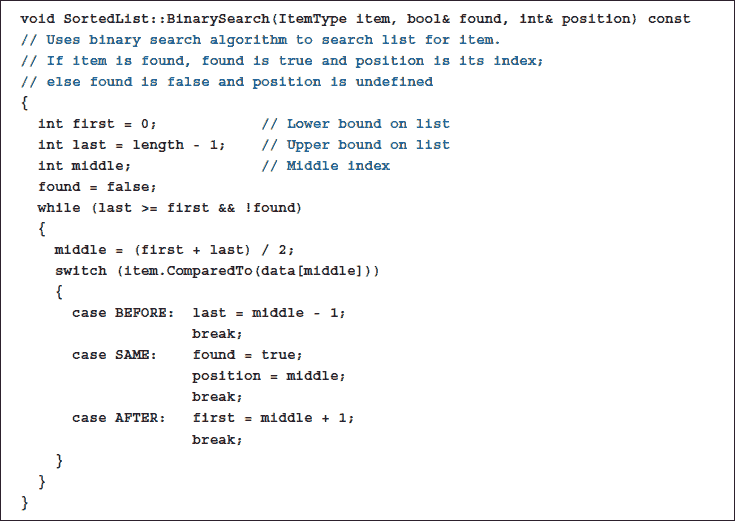 void SortedList::BinarySearch(ItemType item, bool& found, int& position) const
// Uses binary search algorithm to search list for item.
// If item is found, found is true and position is its index;
// else found is false and position is undefined
{
  int first = 0;            // Lower bound on list
  int last = length - 1;    // Upper bound on list
  int middle;               // Middle index
  found = false;
  while (last >= first && !found)
  {
    middle = (first + last) / 2;
    switch (item.ComparedTo(data[middle]))
    {
      case BEFORE:  last = middle - 1;
                    break;
      case SAME:    found = true;
                    position = middle;
                    break;
      case AFTER:   first = middle + 1;
                    break;
    }
  }
}